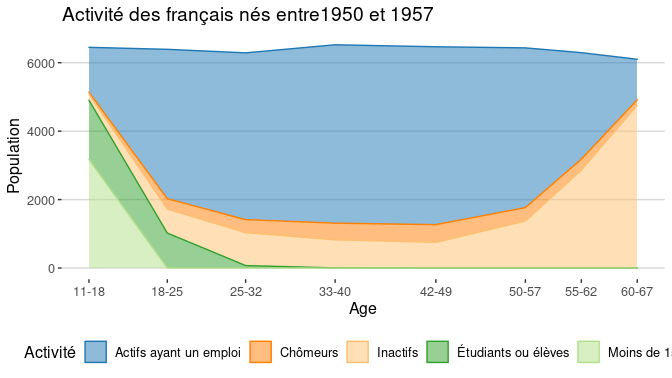 Activité des français nés entre1950 et 1957
Population
6000
4000
2000
0
11-18 18-25 25-32 33-40 42-49 50-57 55-62 60-67
Age
Activité Actifs ayant un emploi Chômeurs Inactifs Étudiants ou élèves Moins de 1